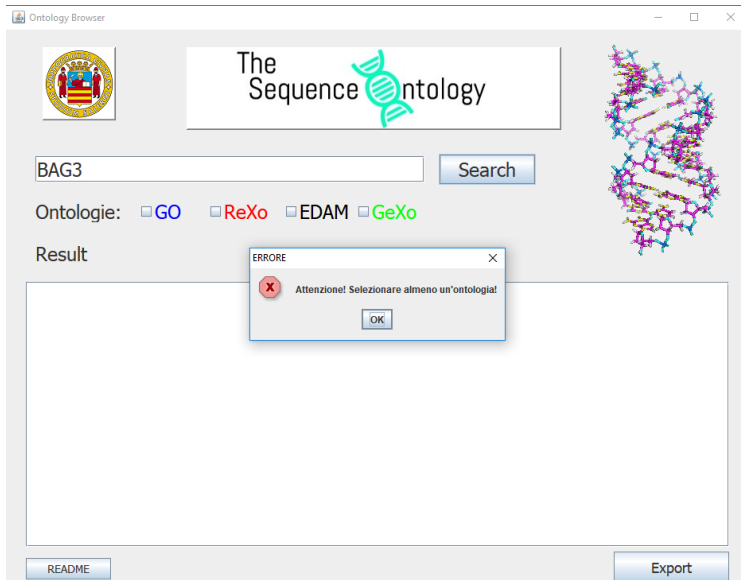 Ontology Browser
The
Sequence Ontology
BAG3
Search
Ontologie: GO ReXo EDAM GeXo
Result
ERRORE
Attenzione! Selezionare almeno un'ontologia!
OK
README
Export